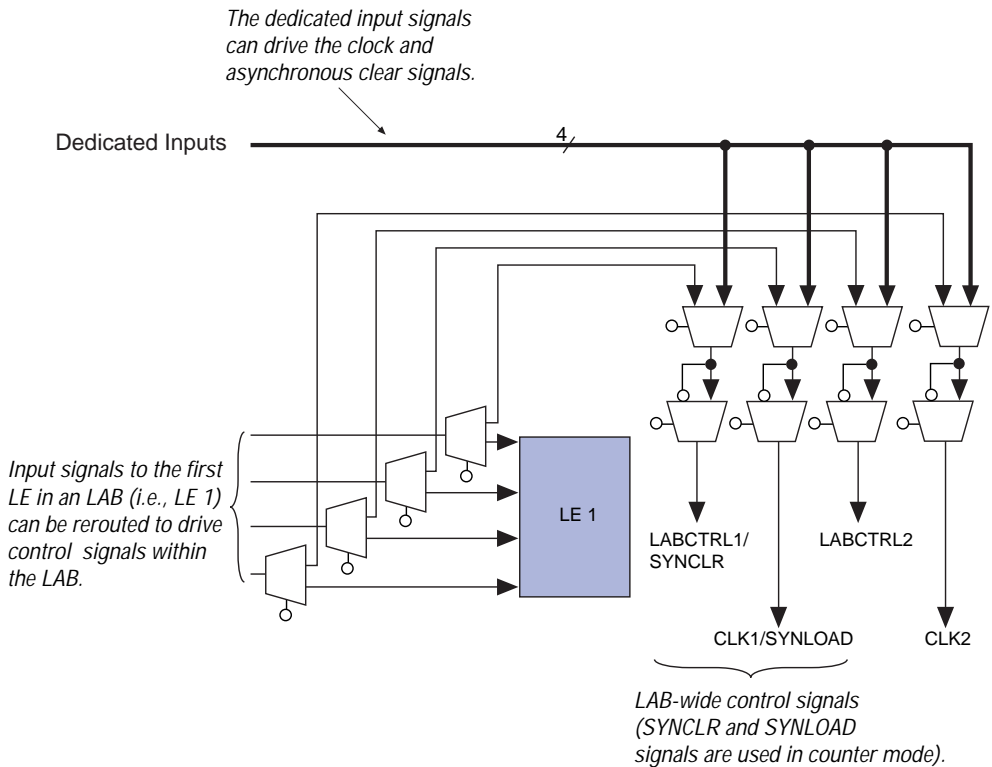 The dedicated input signals
can drive the clock and
asynchronous clear signals.
Dedicated Inputs
4
Input signals to the first
LE in an LAB (i.e., LE 1)
can be rerouted to drive
control signals within
the LAB.
LE 1
LABCTRL1/
SYNCLR
LABCTRL2
CLK1/SYNLOAD
CLK2
LAB-wide control signals
(SYNCLR and SYNLOAD
signals are used in counter mode).